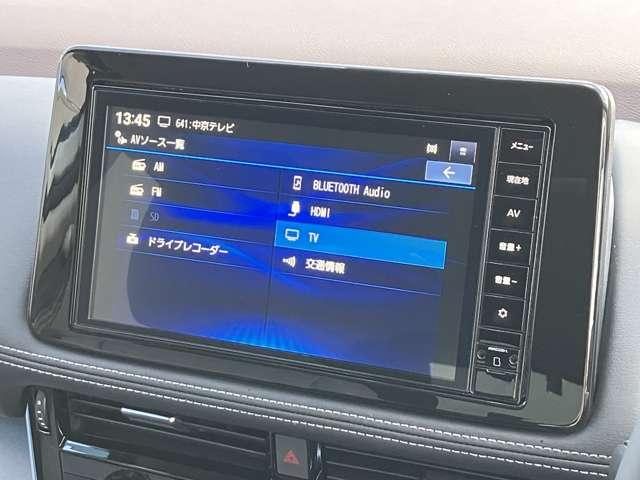 13:45 641:中京テレビ
AVソース一覧
AM
FM
SD
ドライブレコーダー
BLUETOOTH Audio
HDMI
TV
交通情報
メニュー
現在地
AV
音量+
音量-